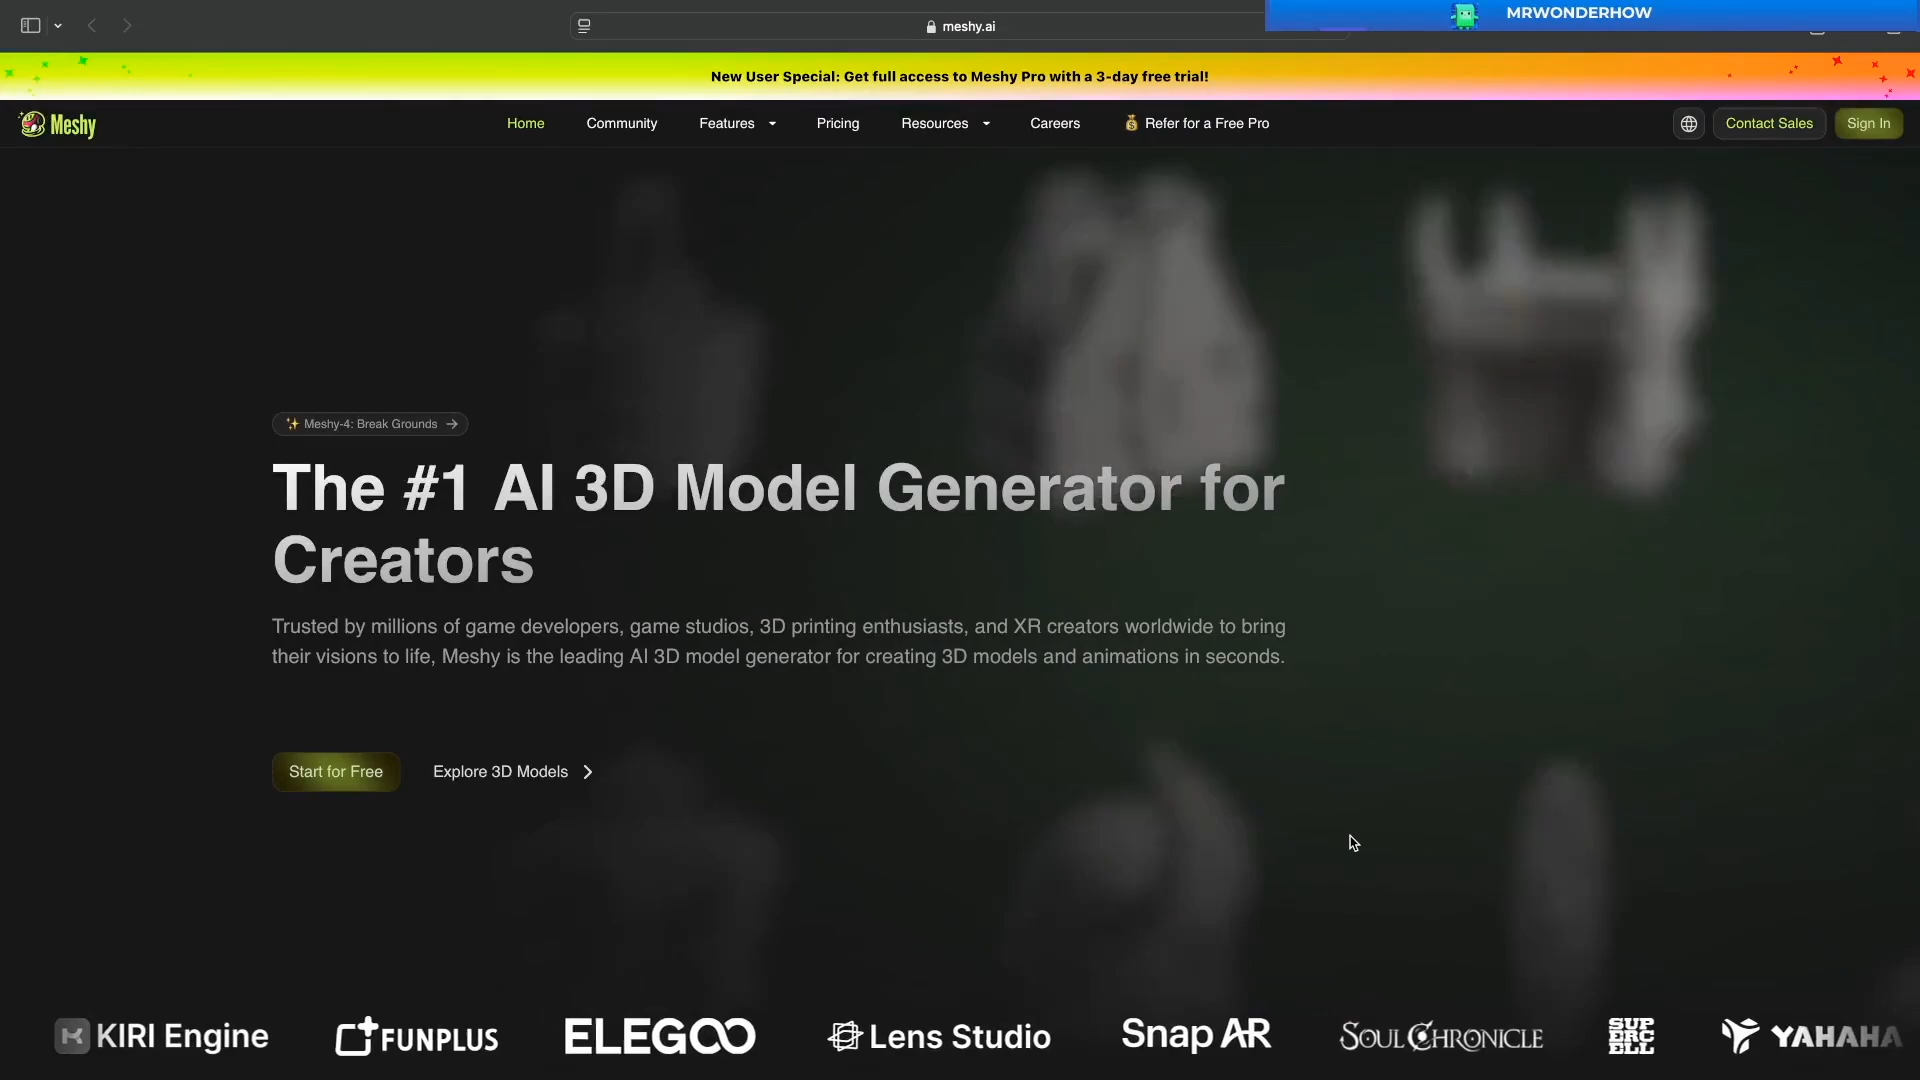 meshy.ai
MRWONDERHOW
New User Special: Get full access to Meshy Pro with a 3-day free trial!
Meshy
Home
Community
Features
Pricing
Resources
Careers
Refer for a Free Pro
Contact Sales
Sign In
Meshy-4: Break Grounds
The #1 AI 3D Model Generator for
Creators
Trusted by millions of game developers, game studios, 3D printing enthusiasts, and XR creators worldwide to bring
their visions to life, Meshy is the leading AI 3D model generator for creating 3D models and animations in seconds.
Start for Free
Explore 3D Models
KIRI Engine
FUNPLUS
ELEGOO
Lens Studio
Snap AR
SOUL CHRONICLE
SUP
ERC
ELL
YAHAHA